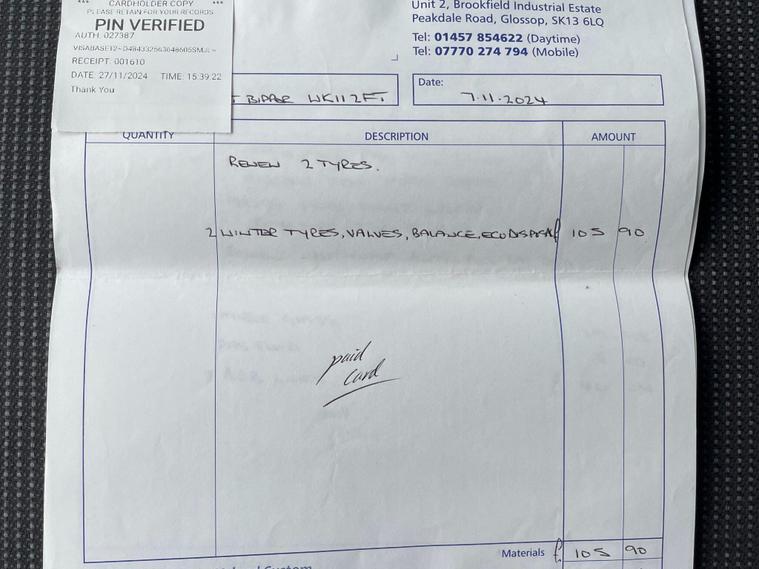 *** CARDHOLDER COPY ***
PLEASE RETAIN FOR YOUR RECORDS
PIN VERIFIED
AUTH: 027387
RECEIPT: 001610
DATE: 27/11/2024 TIME: 15:39:22
Thank You
Unit 2, Brookfield Industrial Estate
Peakdale Road, Glossop, SK13 6LQ
Tel: 01457 854622 (Daytime)
Tel: 07770 274 794 (Mobile)
BIPPER WK112FT.
Date:
7.11.2024
QUANTITY DESCRIPTION AMOUNT
RENEW 2 TYRES.
2 WINTER TYRES, VALVES, BALANCE, £ 105 90
paid
card
Materials £ 105 90